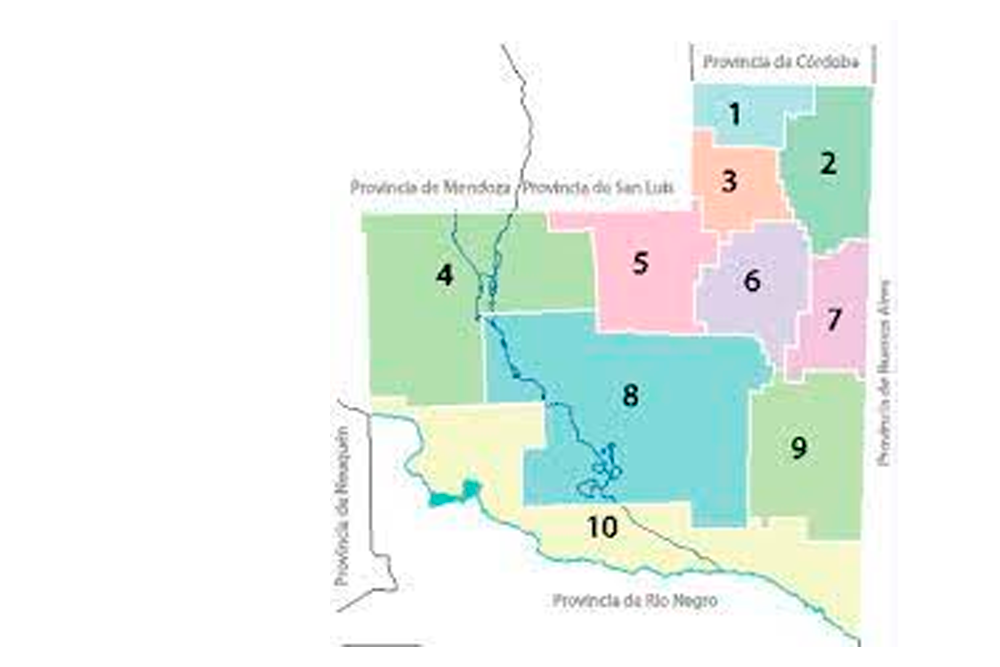 Provincia de Córdoba
1
2
3
Provincia de Mendoza
Provincia de San Luis
4
5
6
7
8
9
10
Provincia de Neuquén
Provincia de Buenos Aires
Provincia de Río Negro